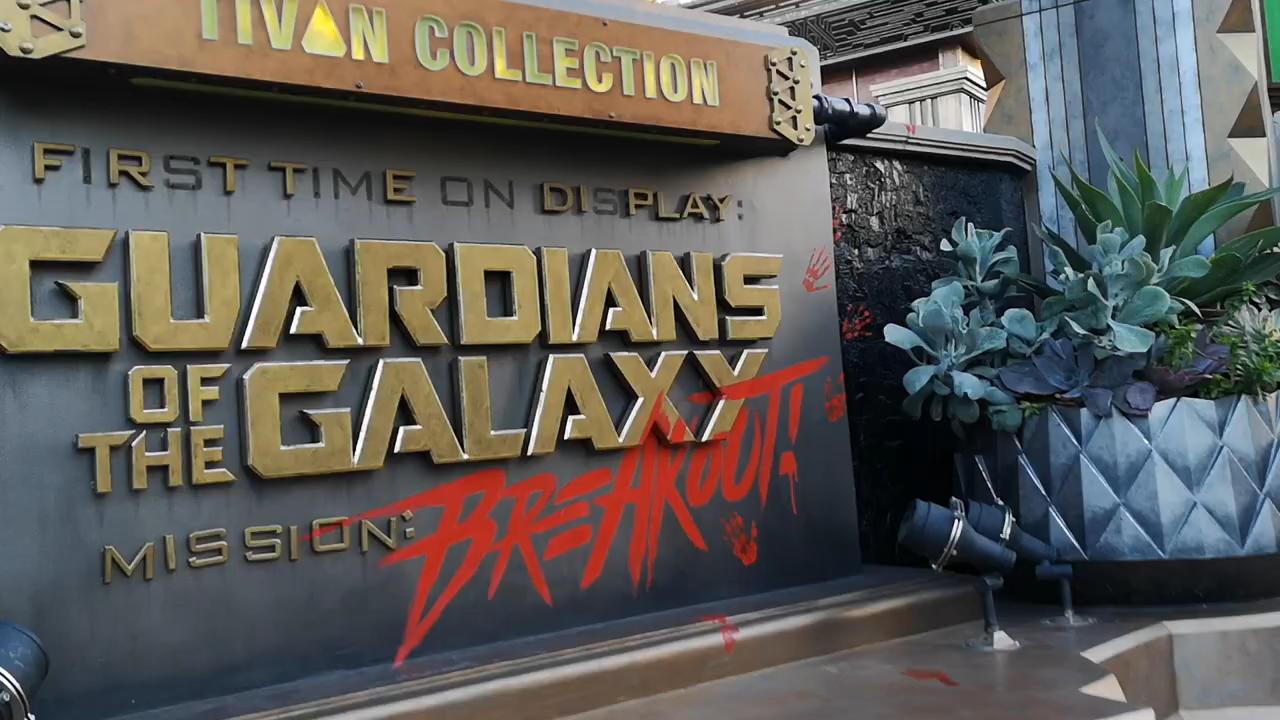 TIVAN COLLECTION
FIRST TIME ON DISPLAY:
GUARDIANS
OF THE GALAXY
MISSION: BREAKOUT!